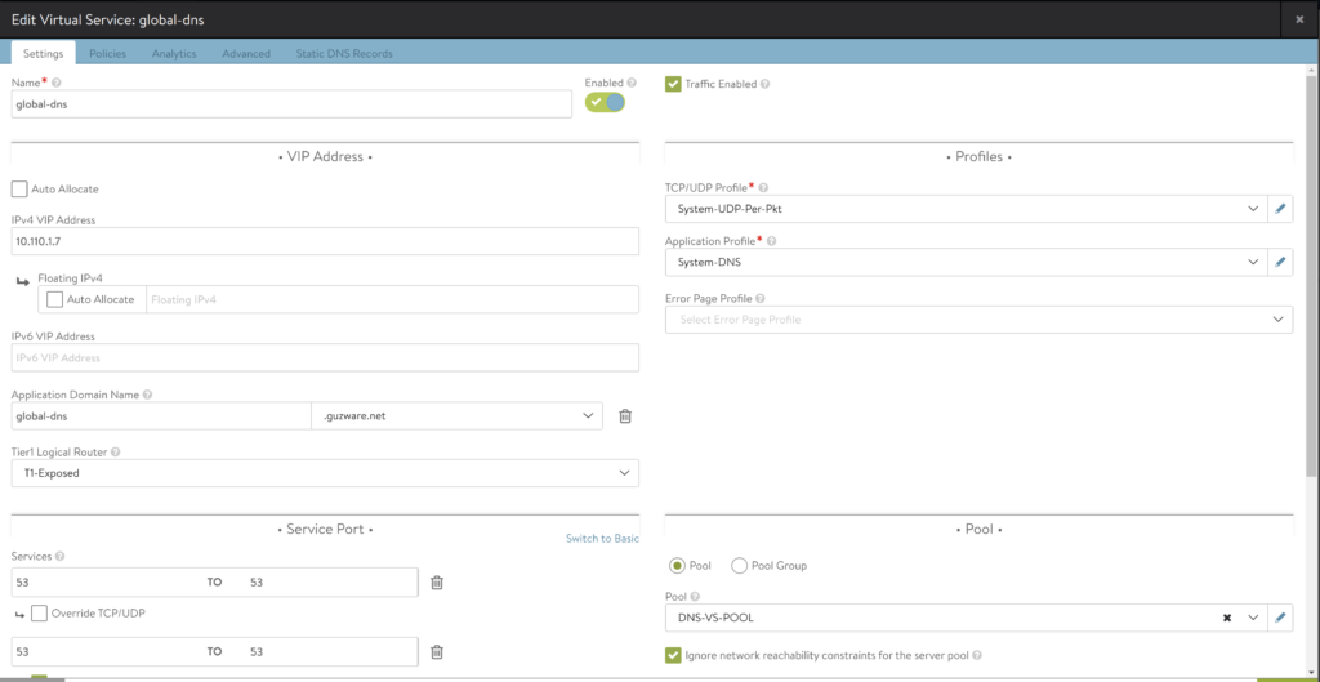 Edit Virtual Service: global-dns
Settings Policies Analytics Advanced Static DNS Records
Name*
global-dns
Enabled
Traffic Enabled
• VIP Address •
Auto Allocate
IPv4 VIP Address
10.110.1.7
Floating IPv4
Auto Allocate Floating IPv4
IPv6 VIP Address
IPv6 VIP Address
Application Domain Name
global-dns .guzware.net
Tier1 Logical Router
T1-Exposed
• Profiles •
TCP/UDP Profile*
System-UDP-Per-Pkt
Application Profile*
System-DNS
Error Page Profile
Select Error Page Profile
• Service Port •
Switch to Basic
Services
53 TO 53
Override TCP/UDP
53 TO 53
• Pool •
Pool Pool Group
Pool
DNS-VS-POOL
Ignore network reachability constraints for the server pool